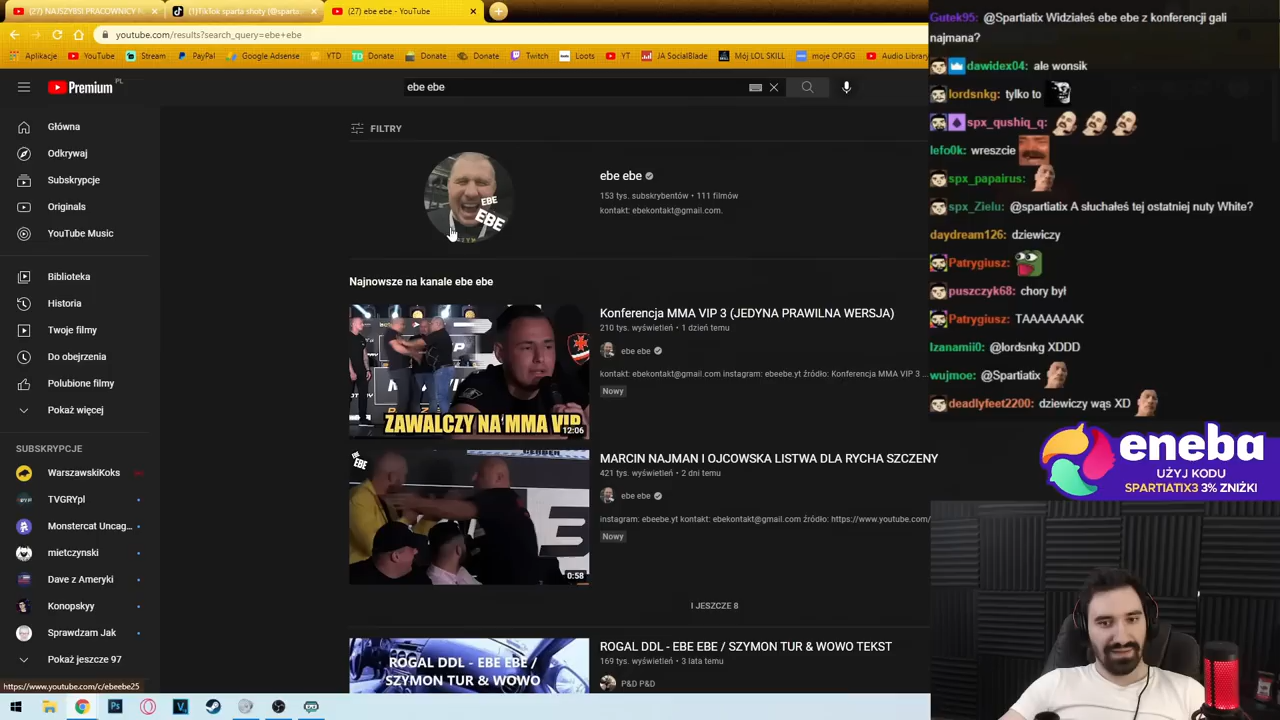 (27) NAJSZYBSI PRACOWNICY
(1)TikTok sparta shoty (@sparta
(27) ebe ebe - YouTube
youtube.com/results?search_query=ebe+ebe
Aplikacje
YouTube
Stream
PayPal
Google Adsense
YTD
Donate
Donate
Donate
Twitch
Loots
YT
JA SocialBlade
Mój LOL SKILL
moje OP.GG
Audio Library
Premium PL
ebe ebe
Główna
Odkrywaj
Subskrypcje
Originals
YouTube Music
Biblioteka
Historia
Twoje filmy
Do obejrzenia
Polubione filmy
Pokaż więcej
SUBSKRYPCJE
WarszawskiKoks
TVGRYpl
Monstercat Uncag...
mietczynski
Dave z Ameryki
Konopskyy
Sprawdzam Jak
Pokaż jeszcze 97
https://www.youtube.com/c/ebeebe25
FILTRY
EBE
EBE
ebe ebe
153 tys. subskrybentów • 111 filmów
kontakt: ebekontakt@gmail.com.
Najnowsze na kanale ebe ebe
ZAWALCZY NA MMA VIP
12:06
Konferencja MMA VIP 3 (JEDYNA PRAWILNA WERSJA)
210 tys. wyświetleń • 1 dzień temu
ebe ebe
kontakt: ebekontakt@gmail.com instagram: ebeebe.yt źródło: Konferencja MMA VIP 3 ...
Nowy
0:58
MARCIN NAJMAN I OJCOWSKA LISTWA DLA RYCHA SZCZENY
421 tys. wyświetleń • 2 dni temu
ebe ebe
instagram: ebeebe.yt kontakt: ebekontakt@gmail.com źródło: https://www.youtube.com/
Nowy
I JESZCZE 8
ROGAL DDL - EBE EBE /
SZYMON TUR & WOWO
ROGAL DDL - EBE EBE / SZYMON TUR & WOWO TEKST
169 tys. wyświetleń • 3 lata temu
P&D P&D
Gutek95: @Spartiatix Widziałeś ebe ebe z konferencji gali
najmana?
dawidex04: ale wonsik
lordsnkg: tylko to
spx_qushiq_q:
lefo0k: wreszcie
spx_papairus:
spx_Zielu: @spartiatix A słuchałeś tej ostatniej nuty White?
daydream126: dziewiczy
Patrygiusz:
puszczyk68: chory był
Patrygiusz: TAAAAAAAK
Izanamii0: @lordsnkg XDDD
wujmoe: @Spartiatix
deadlyfeet2200: dziewiczy wąs XD
eneba
UŻYJ KODU
SPARTIATIX3 3% ZNIŻKI